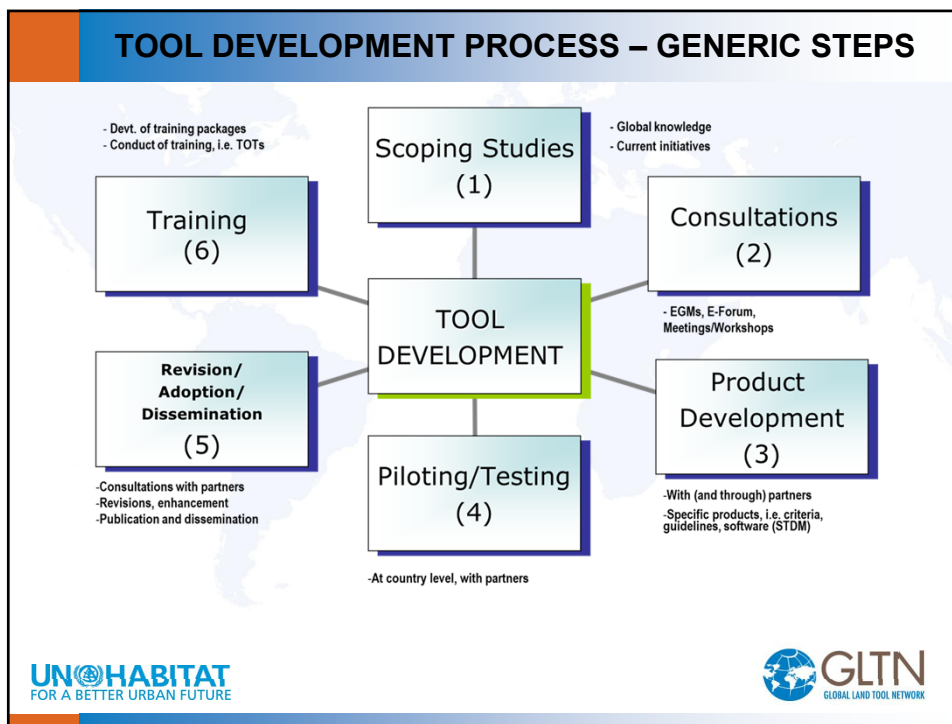 TOOL DEVELOPMENT PROCESS – GENERIC STEPS
Scoping Studies
(1)
- Global knowledge
- Current initiatives
Consultations
(2)
- EGMs, E-Forum,
Meetings/Workshops
Product
Development
(3)
-With (and through) partners
-Specific products, i.e. criteria,
guidelines, software (STDM)
Piloting/Testing
(4)
-At country level, with partners
Revision/
Adoption/
Dissemination
(5)
-Consultations with partners
-Revisions, enhancement
-Publication and dissemination
- Devt. of training packages
- Conduct of training, i.e. TOTs
Training
(6)
TOOL
DEVELOPMENT
UN HABITAT
FOR A BETTER URBAN FUTURE
GLTN
GLOBAL LAND TOOL NETWORK